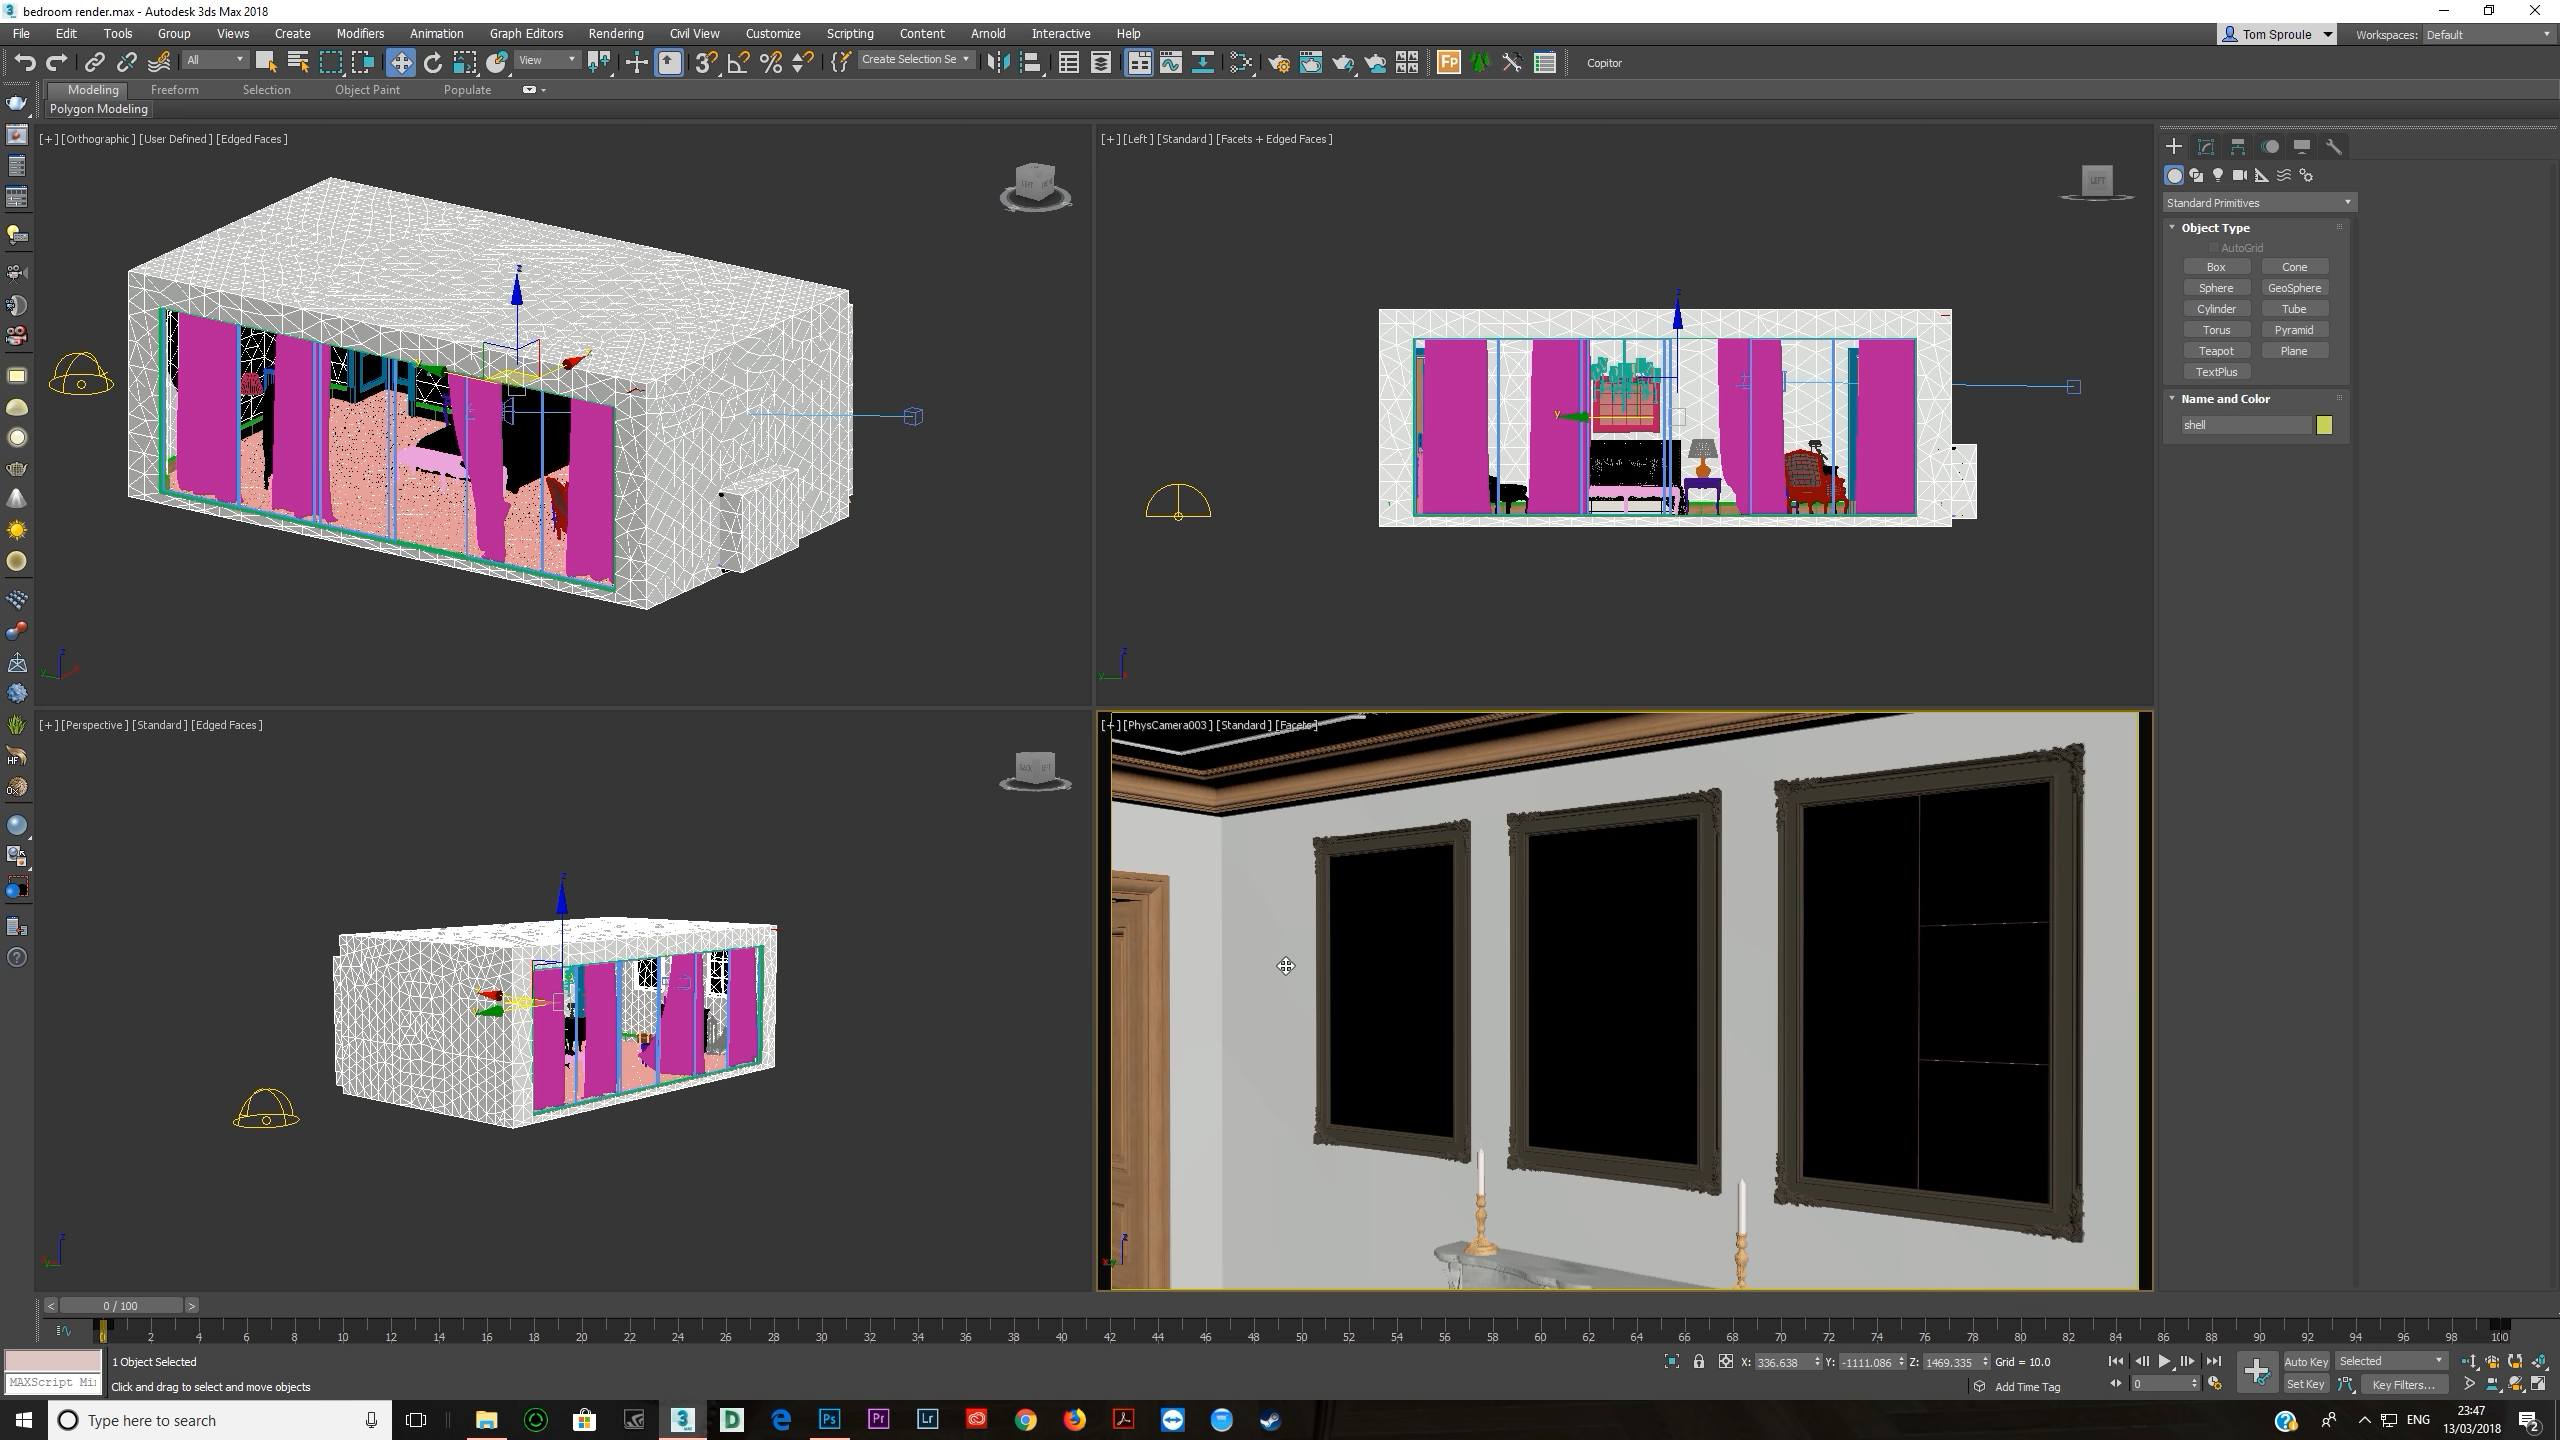 bedroom render.max - Autodesk 3ds Max 2018
File Edit Tools Group Views Create Modifiers Animation Graph Editors Rendering Civil View Customize Scripting Content Arnold Interactive Help
Tom Sproule Workspaces: Default
All View Create Selection Se Copitor
Modeling Freeform Selection Object Paint Populate
Polygon Modeling
[+] [Orthographic ] [User Defined ] [Edged Faces ]
[+] [Left ] [Standard ] [Facets + Edged Faces ]
LEFT
Standard Primitives
Object Type
AutoGrid
Box Cone
Sphere GeoSphere
Cylinder Tube
Torus Pyramid
Teapot Plane
TextPlus
Name and Color
shell
[+] [Perspective ] [Standard ] [Edged Faces ]
[+] [PhysCamera003 ] [Standard ] [Facets ]
0 / 100
0 2 4 6 8 10 12 14 16 18 20 22 24 26 28 30 32 34 36 38 40 42 44 46 48 50 52 54 56 58 60 62 64 66 68 70 72 74 76 78 80 82 84 86 88 90 92 94 96 98 100
1 Object Selected
X: 336.638 Y: -1111.086 Z: 1469.335 Grid = 10.0
Auto Key Selected
MAXScript Mi
Click and drag to select and move objects
Add Time Tag
0
Set Key Key Filters...
Type here to search
ENG
23:47
13/03/2018
2